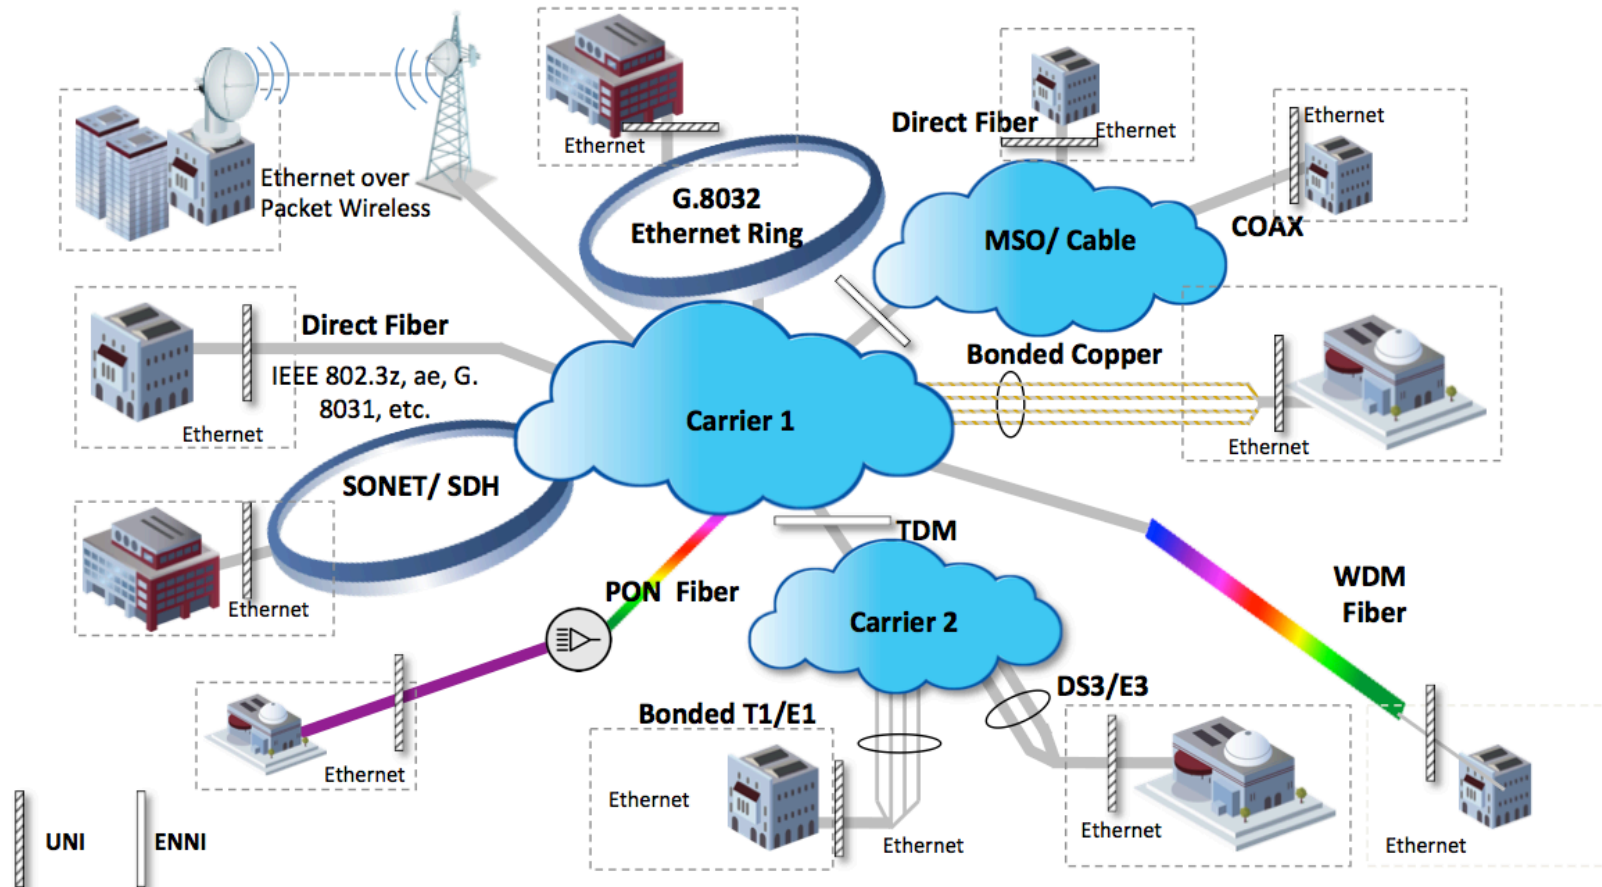 Ethernet
Direct Fiber
Ethernet
Ethernet
Ethernet over
Packet Wireless
G.8032
Ethernet Ring
MSO/ Cable
COAX
Direct Fiber
IEEE 802.3z, ae, G.
8031, etc.
Ethernet
Bonded Copper
Carrier 1
Ethernet
SONET/ SDH
Ethernet
TDM
PON Fiber
Carrier 2
WDM
Fiber
DS3/E3
Bonded T1/E1
Ethernet
Ethernet
Ethernet
Ethernet
Ethernet
UNI
ENNI